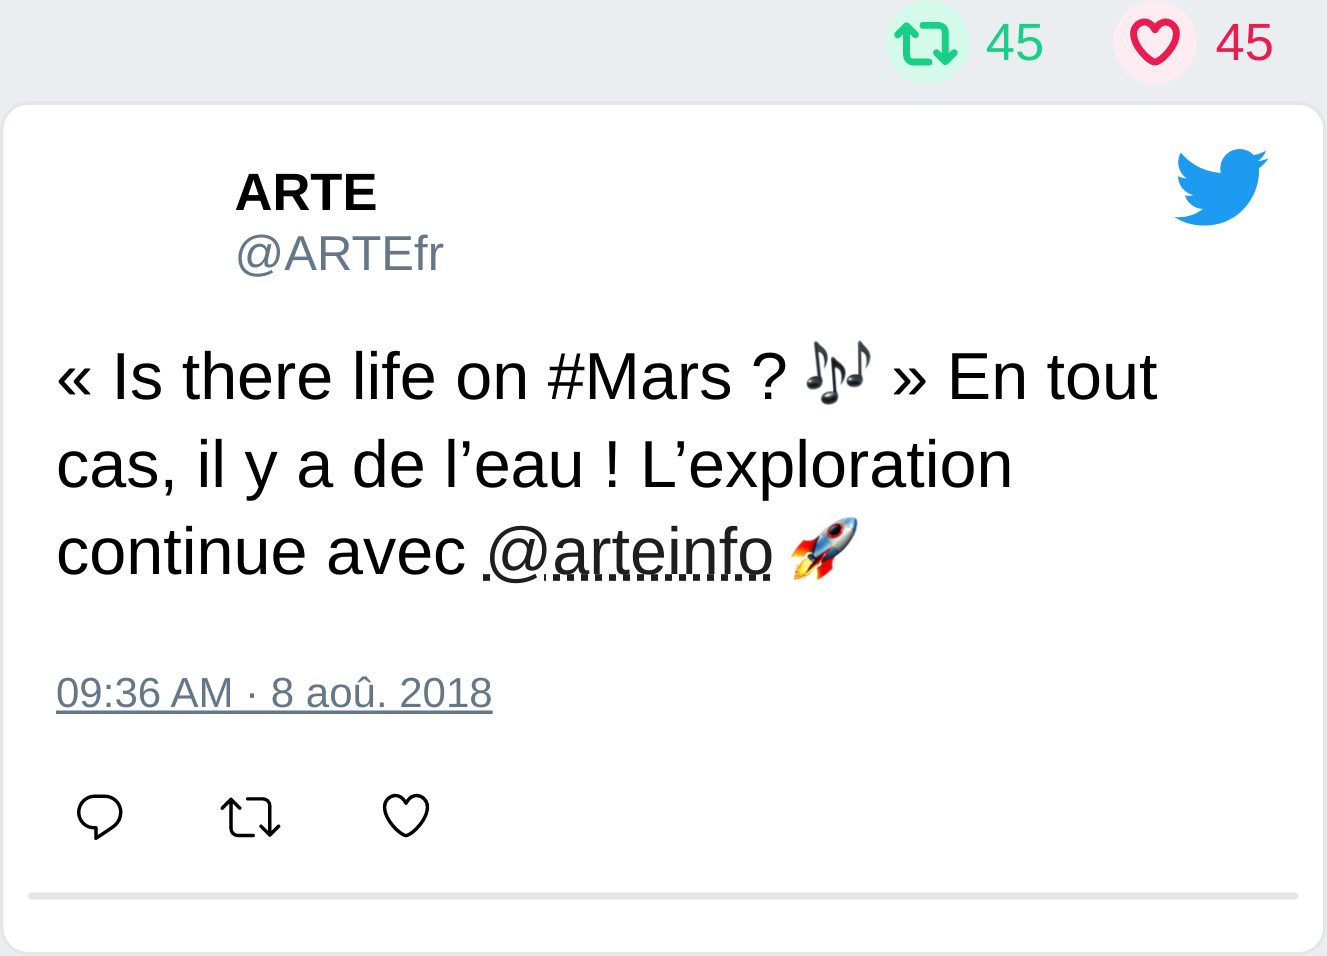 45 45
ARTE
@ARTEfr
« Is there life on #Mars ? 🎶 » En tout
cas, il y a de l’eau ! L’exploration
continue avec @arteinfo 🚀
09:36 AM · 8 aoû. 2018